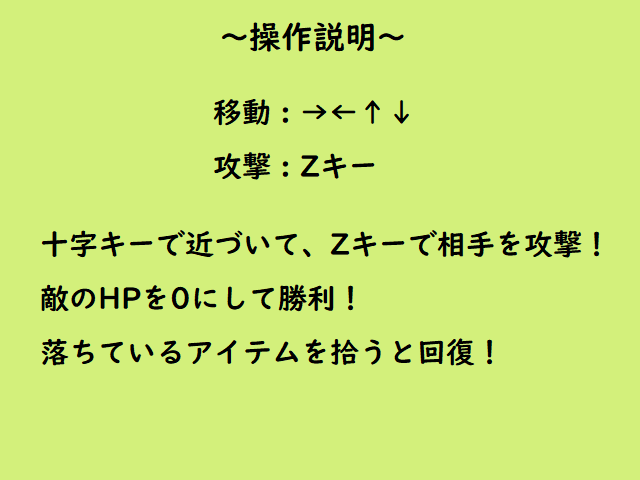 ～操作説明～
移動：→←↑↓
攻撃：Zキー
十字キーで近づいて、Zキーで相手を攻撃！
敵のHPを0にして勝利！
落ちているアイテムを拾うと回復！